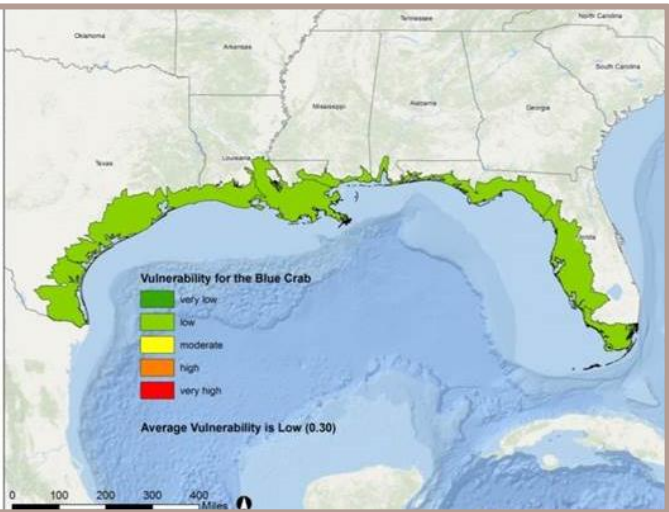 Tennessee
North Carolina
Oklahoma
Arkansas
South Carolina
Mississippi
Alabama
Georgia
Texas
Louisiana
Vulnerability for the Blue Crab
very low
low
moderate
high
very high
Average Vulnerability is Low (0.30)
0 100 200 300 400
Miles